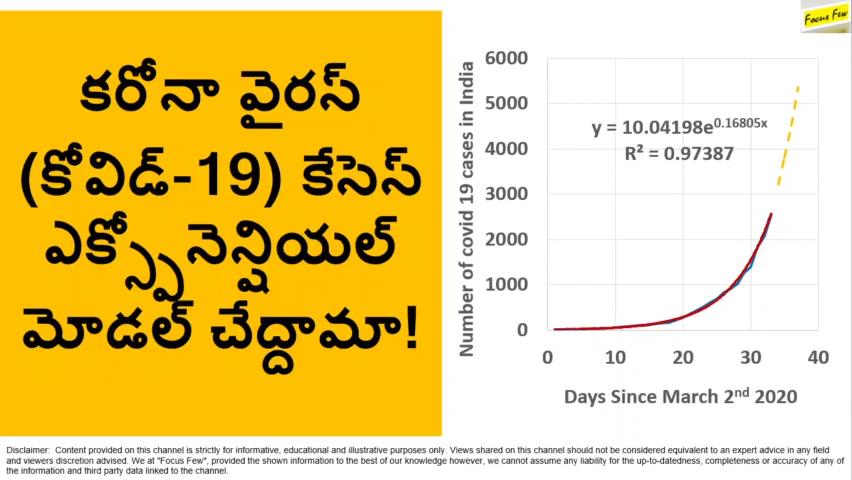 Focus Few
కరోనా వైరస్
(కోవిడ్-19) కేసెస్
ఎక్స్పోనెన్షియల్
మోడల్ చేద్దామా!
Number of covid 19 cases in India
6000
5000
4000
3000
2000
1000
0
y = 10.04198e^0.16805x
R² = 0.97387
0 10 20 30 40
Days Since March 2nd 2020
Disclaimer: Content provided on this channel is strictly for informative, educational and illustrative purposes only. Views shared on this channel should not be considered equivalent to an expert advice in any field
and viewers discretion advised. We at "Focus Few", provided the shown information to the best of our knowledge however, we cannot assume any liability for the up-to-datedness, completeness or accuracy of any of
the information and third party data linked to the channel.